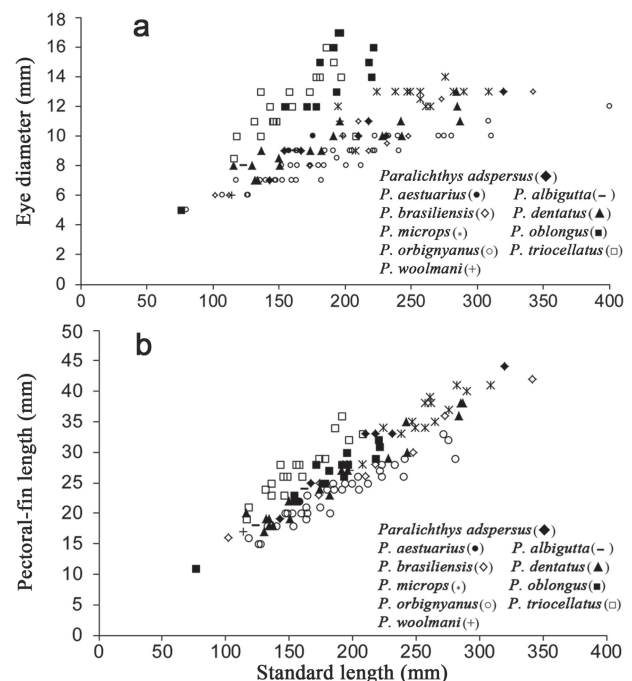 a
Eye diameter (mm)
18
16
14
12
10
8
6
4
2
0
0 50 100 150 200 250 300 350 400
Paralichthys adspersus(◆)
P. aestuarius(●) P. albigutta(–)
P. brasiliensis(◇) P. dentatus(▲)
P. microps(*) P. oblongus(■)
P. orbignyanus(○) P. triocellatus(□)
P. woolmani(+)
b
Pectoral-fin length (mm)
50
45
40
35
30
25
20
15
10
5
0
0 50 100 150 200 250 300 350 400
Paralichthys adspersus(◆)
P. aestuarius(●) P. albigutta(–)
P. brasiliensis(◇) P. dentatus(▲)
P. microps(*) P. oblongus(■)
P. orbignyanus(○) P. triocellatus(□)
P. woolmani(+)
Standard length (mm)